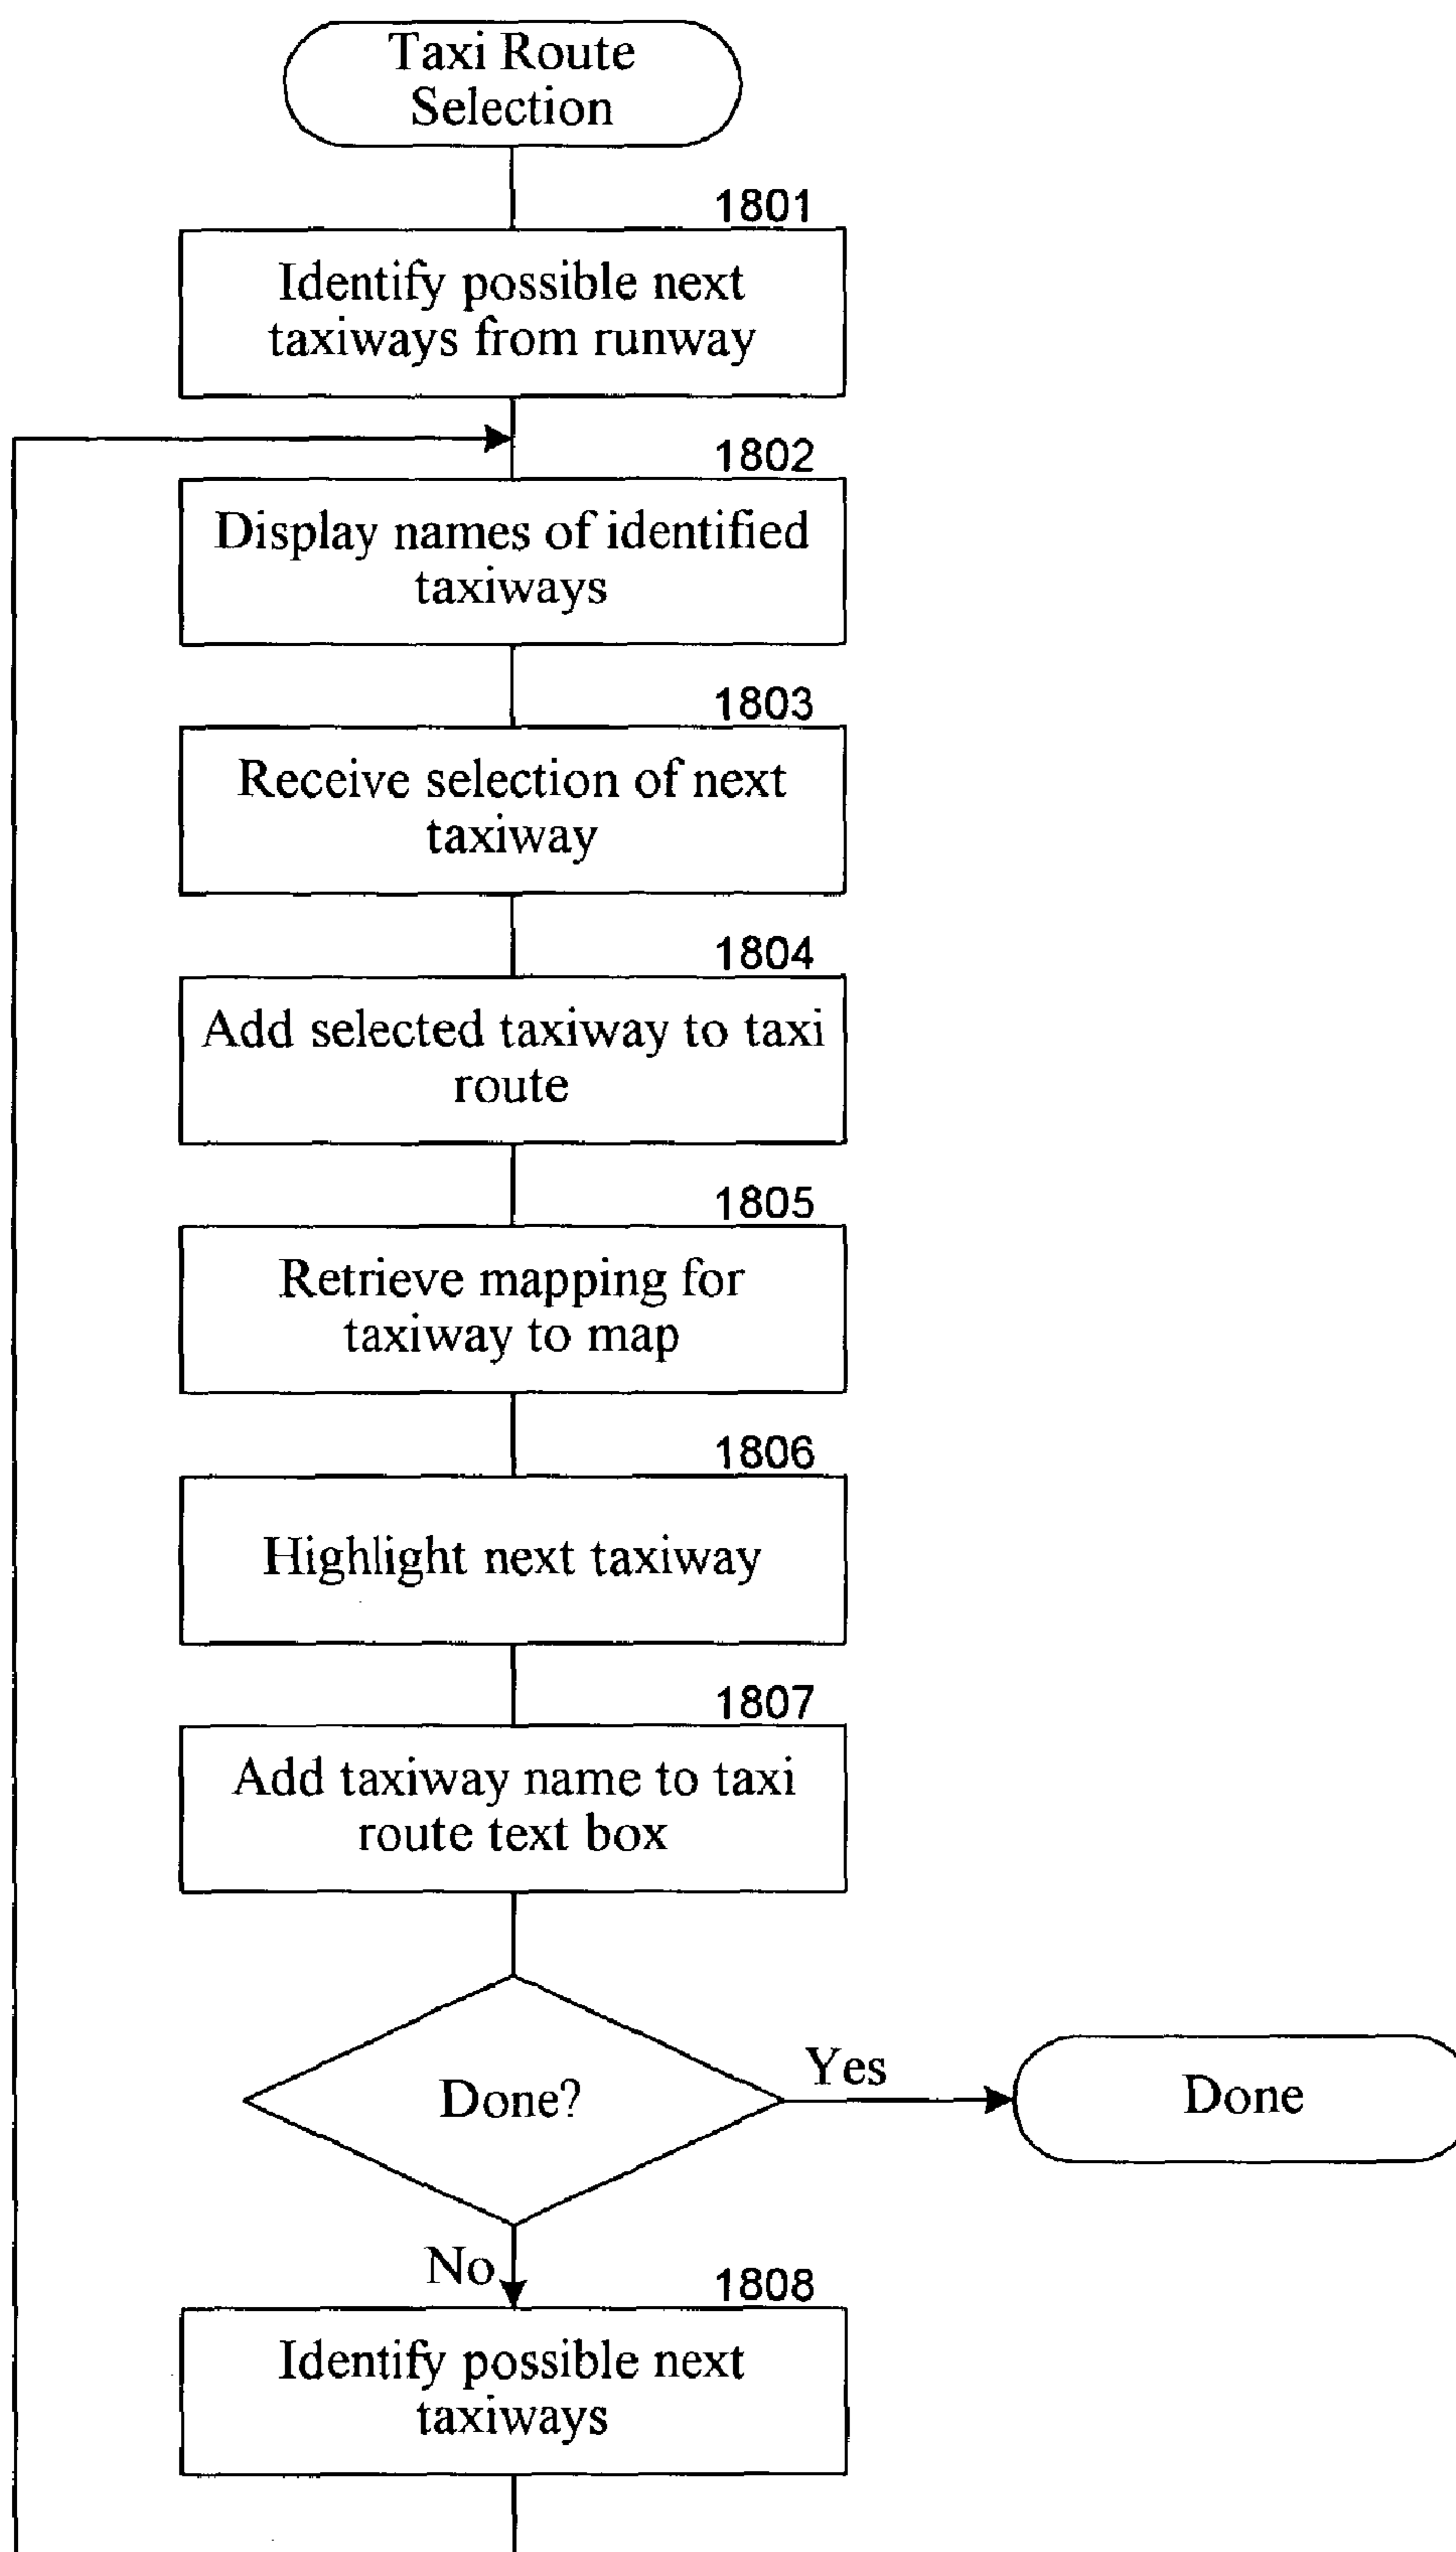 Taxi Route
Selection
1801
Identify possible next
taxiways from runway
1802
Display names of identified
taxiways
1803
Receive selection of next
taxiway
1804
Add selected taxiway to taxi
route
1805
Retrieve mapping for
taxiway to map
1806
Highlight next taxiway
1807
Add taxiway name to taxi
route text box
Done?
Yes
Done
No
1808
Identify possible next
taxiways